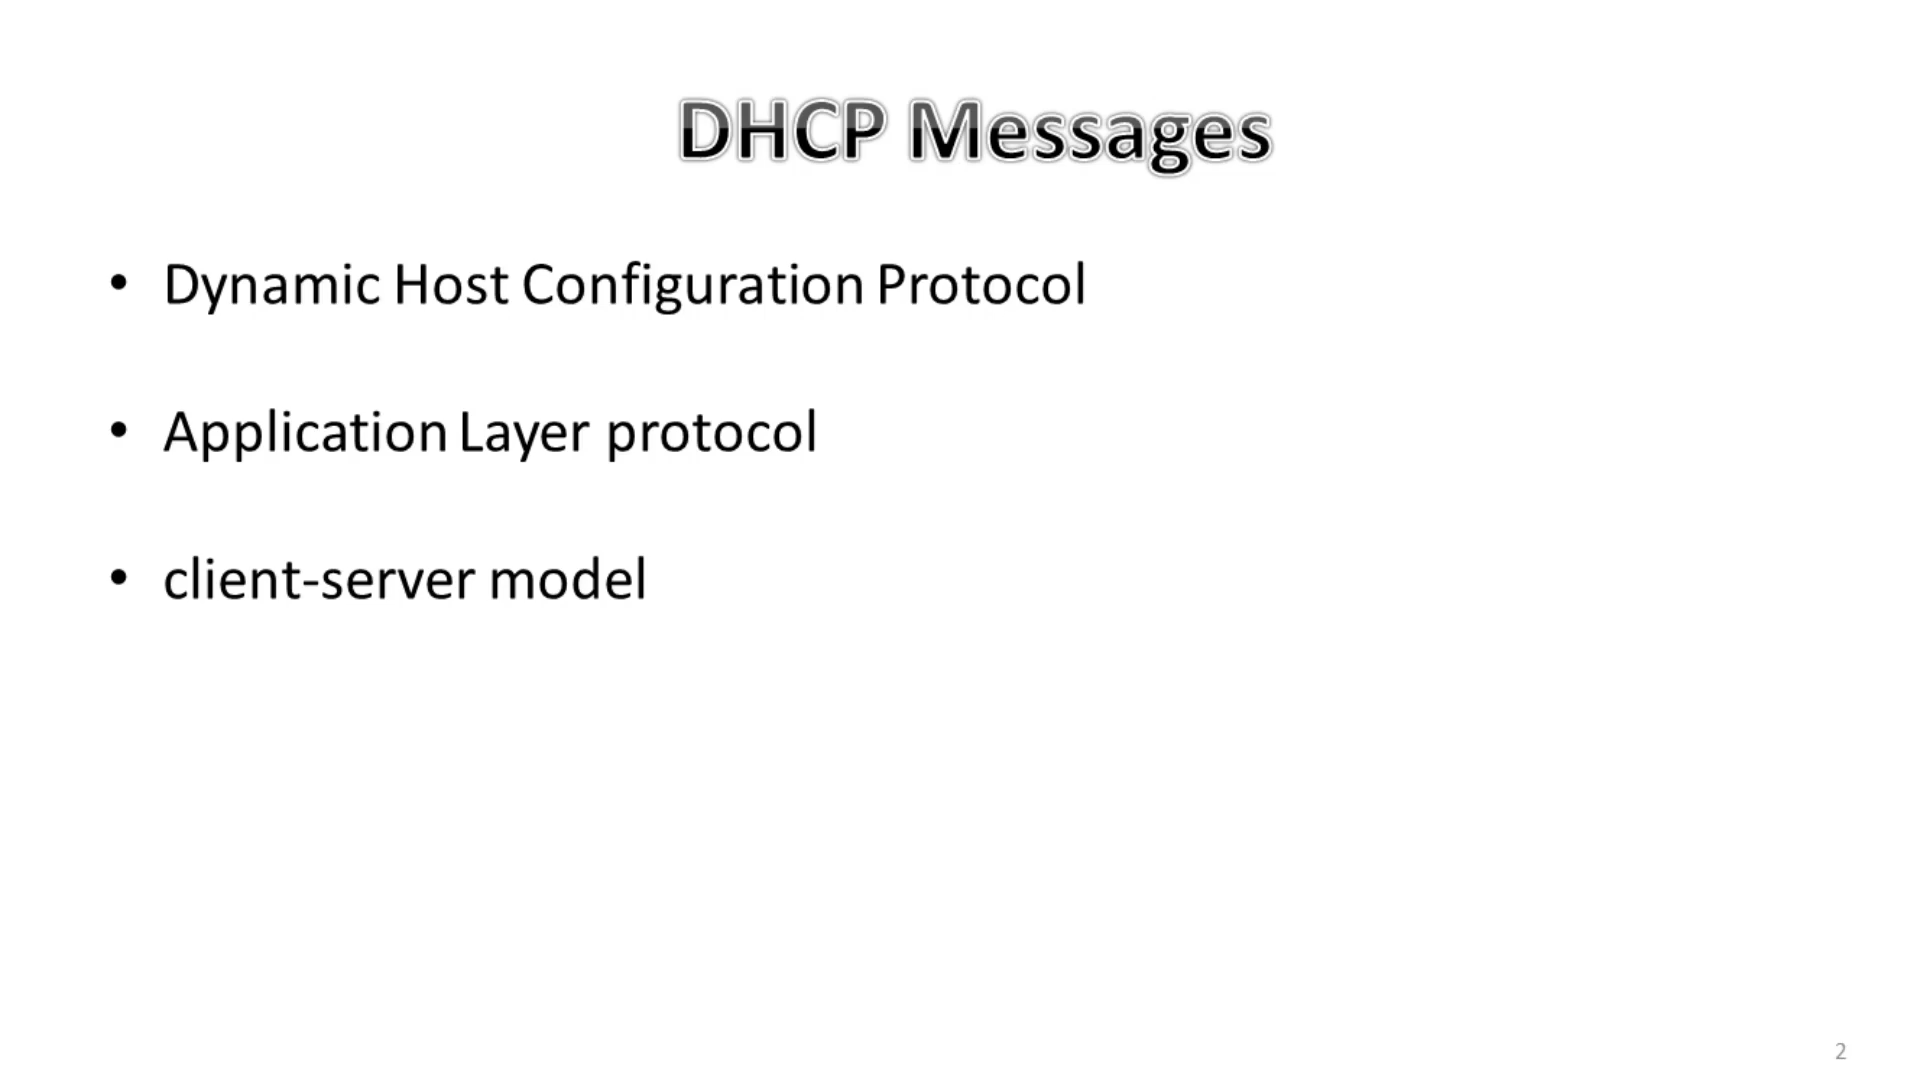 DHCP Messages
• Dynamic Host Configuration Protocol
• Application Layer protocol
• client-server model
2